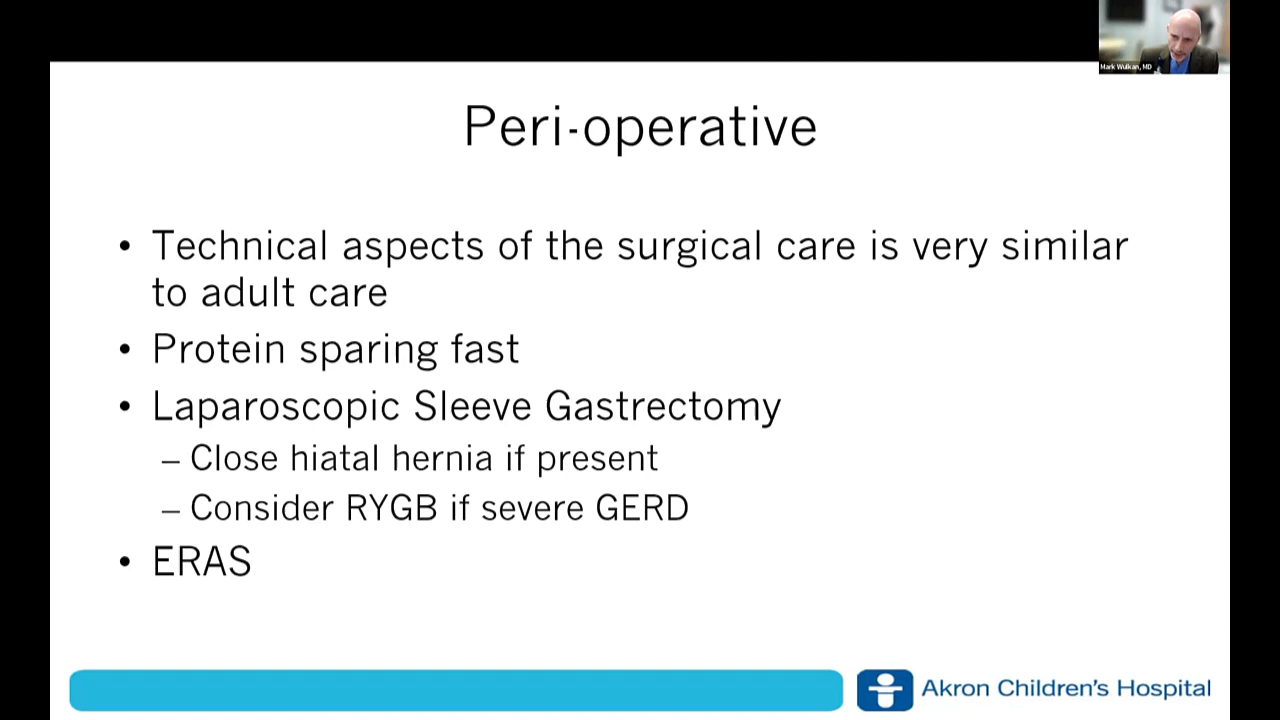 Mark Wulkan, MD
Peri-operative
• Technical aspects of the surgical care is very similar
to adult care
• Protein sparing fast
• Laparoscopic Sleeve Gastrectomy
– Close hiatal hernia if present
– Consider RYGB if severe GERD
• ERAS
Akron Children's Hospital